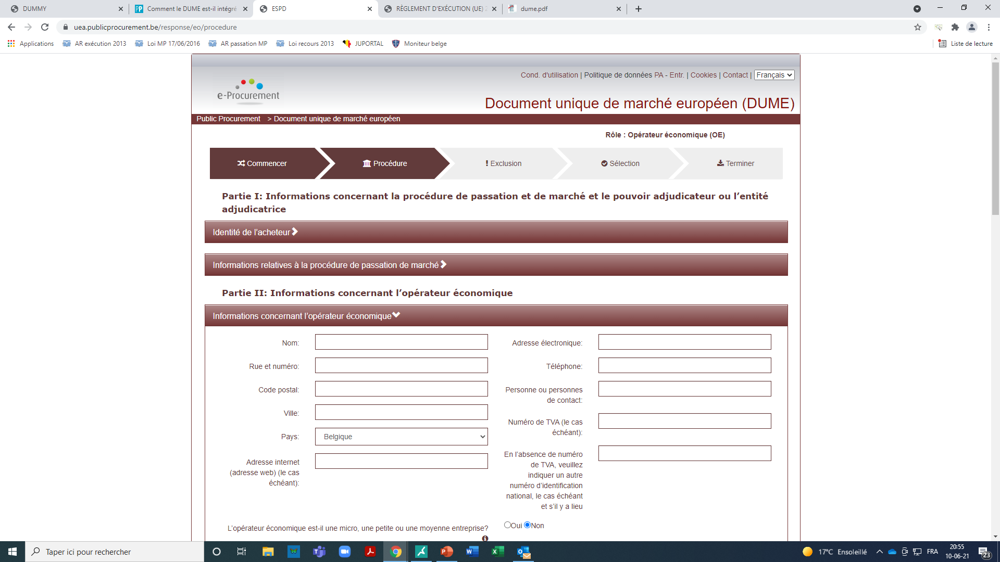 DUMMY
Comment le DUME est-il intégré
ESPD
RÈGLEMENT D'EXÉCUTION (UE)
dume.pdf
uea.publicprocurement.be/response/eo/procedure
Applications
AR exécution 2013
Loi MP 17/06/2016
AR passation MP
Loi recours 2013
JUPORTAL
Moniteur belge
Liste de lecture
Cond. d'utilisation | Politique de données PA - Entr. | Cookies | Contact | Français
e-Procurement
Document unique de marché européen (DUME)
Public Procurement > Document unique de marché européen
Rôle : Opérateur économique (OE)
Commencer
Procédure
Exclusion
Sélection
Terminer
Partie I: Informations concernant la procédure de passation et de marché et le pouvoir adjudicateur ou l’entité
adjudicatrice
Identité de l’acheteur
Informations relatives à la procédure de passation de marché
Partie II: Informations concernant l’opérateur économique
Informations concernant l’opérateur économique
Nom:
Rue et numéro:
Code postal:
Ville:
Pays:
Belgique
Adresse internet
(adresse web) (le cas
échéant):
Adresse électronique:
Téléphone:
Personne ou personnes
de contact:
Numéro de TVA (le cas
échéant):
En l’absence de numéro
de TVA, veuillez
indiquer un autre
numéro d’identification
national, le cas échéant
et s’il y a lieu
L’opérateur économique est-il une micro, une petite ou une moyenne entreprise?
Oui Non
Taper ici pour rechercher
17°C Ensoleillé
FRA
20:55
10-06-21
23